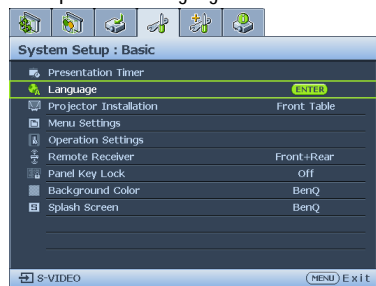 System Setup : Basic
Presentation Timer
Language ENTER
Projector Installation Front Table
Menu Settings
Operation Settings
Remote Receiver Front+Rear
Panel Key Lock Off
Background Color BenQ
Splash Screen BenQ
S-VIDEO MENU Exit